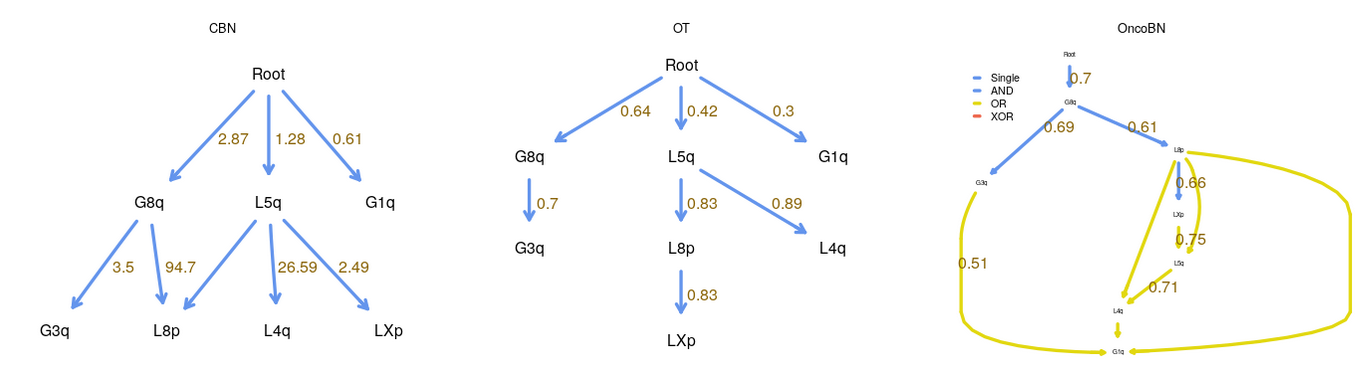 CBN
Root
2.87
1.28
0.61
G8q
L5q
G1q
3.5
94.7
26.59
2.49
G3q
L8p
L4q
LXp
OT
Root
0.64
0.42
0.3
G8q
L5q
G1q
0.7
0.83
0.89
G3q
L8p
L4q
0.83
LXp
OncoBN
Single
AND
OR
XOR
Root
0.7
G8q
0.69
0.61
L8p
G3q
0.66
LXp
0.75
L5q
0.51
0.71
L4q
G1q